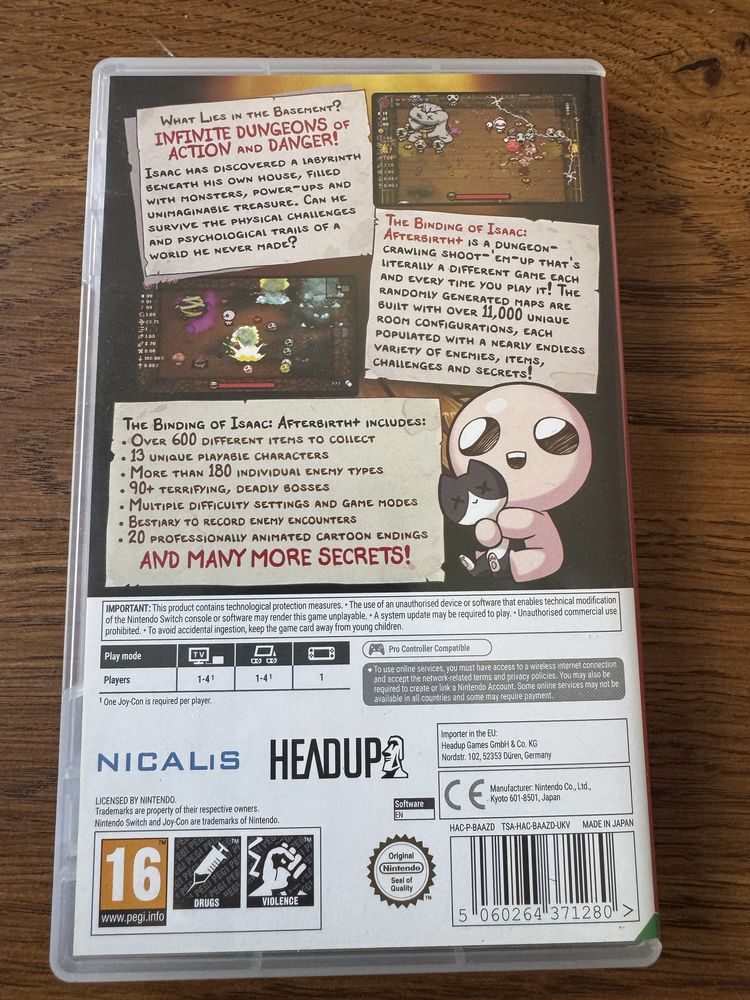 What Lies in the Basement?
INFINITE DUNGEONS OF
ACTION AND DANGER!
Isaac has discovered a labyrinth
beneath his own house, filled
with monsters, power-ups and
unimaginable treasure. Can he
survive the physical challenges
and psychological trails of a
world he never made?
The Binding of Isaac:
Afterbirth+ is a dungeon-
crawling shoot-'em-up that's
literally a different game each
and every time you play it! The
randomly generated maps are
built with over 11,000 unique
room configurations, each
populated with a nearly endless
variety of enemies, items,
challenges and secrets!
The Binding of Isaac: Afterbirth+ includes:
• Over 600 different items to collect
• 13 unique playable characters
• More than 180 individual enemy types
• 90+ terrifying, deadly bosses
• Multiple difficulty settings and game modes
• Bestiary to record enemy encounters
• 20 professionally animated cartoon endings
AND MANY MORE SECRETS!
IMPORTANT: This product contains technological protection measures. • The use of an unauthorised device or software that enables technical modification
of the Nintendo Switch console or software may render this game unplayable. • A system update may be required to play. • Unauthorised commercial use
prohibited. • To avoid accidental ingestion, keep the game card away from young children.
Play mode TV
Players 1-4¹ 1-4¹ 1
¹ One Joy-Con is required per player.
Pro Controller Compatible
• To use online services, you must have access to a wireless internet connection
and accept the network-related terms and privacy policies. You may also be
required to create or link a Nintendo Account. Some online services may not be
available in all countries and some may require payment.
NICALIS HEADUP
Importer in the EU:
Headup Games GmbH & Co. KG
Nordstr. 102, 52353 Düren, Germany
CE Manufacturer: Nintendo Co., Ltd.,
Kyoto 601-8501, Japan
LICENSED BY NINTENDO.
Trademarks are property of their respective owners.
Nintendo Switch and Joy-Con are trademarks of Nintendo.
Software
EN
HAC-P-BAAZD TSA-HAC-BAAZD-UKV MADE IN JAPAN
16
www.pegi.info
DRUGS
VIOLENCE
Original
Nintendo
Seal of
Quality
5 060264 371280 >